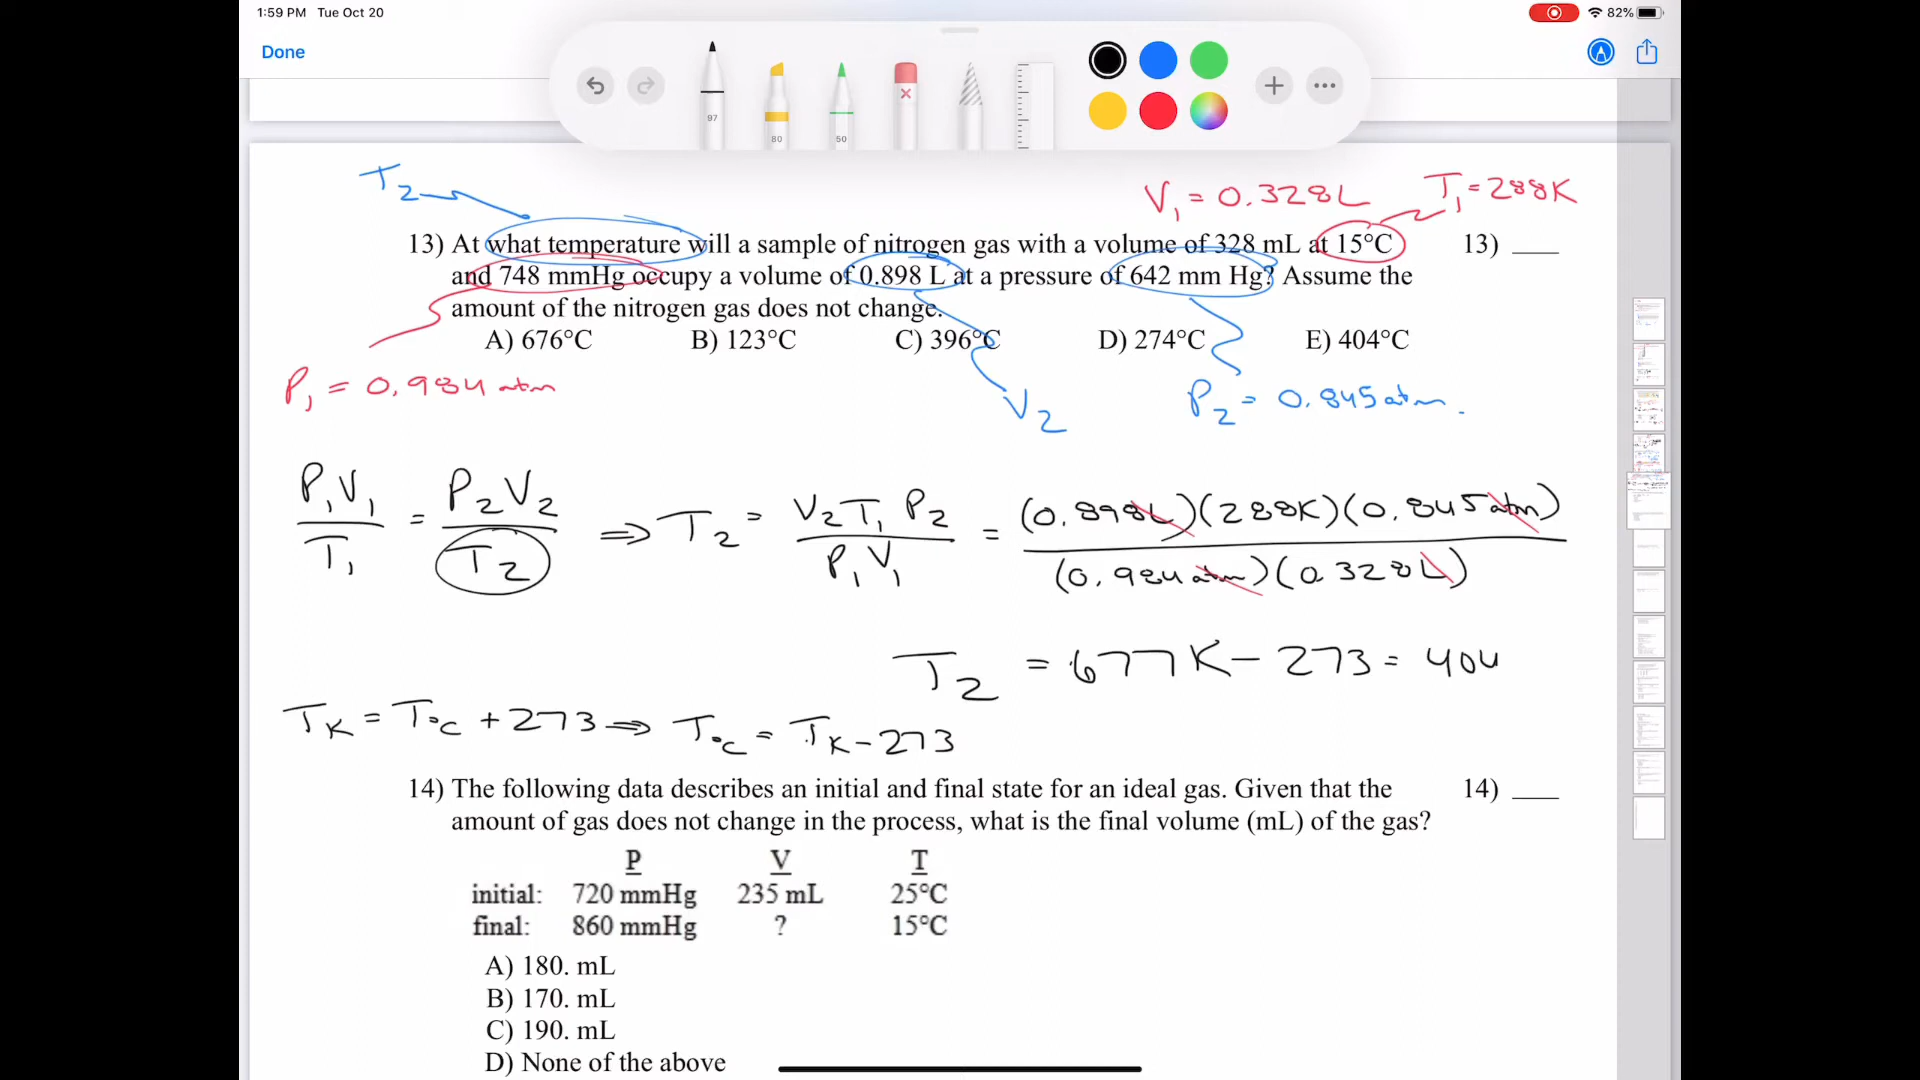 1:59 PM Tue Oct 20
82%
Done
97
80
50
T2
V1 = 0.328L
T1 = 288K
13) At what temperature will a sample of nitrogen gas with a volume of 328 mL at 15°C
13) ____
and 748 mmHg occupy a volume of 0.898 L at a pressure of 642 mm Hg? Assume the
amount of the nitrogen gas does not change.
A) 676°C B) 123°C C) 396°C D) 274°C E) 404°C
P1 = 0.984 atm
V2
P2 = 0.845 atm.
P1V1/T1 = P2V2/T2 ⇒ T2 = V2T1P2/P1V1 = (0.898L)(288K)(0.845atm)/(0.984atm)(0.328L)
T2 = 677K − 273 = 404
TK = T°C + 273 ⇒ T°C = TK − 273
14) The following data describes an initial and final state for an ideal gas. Given that the
14) ____
amount of gas does not change in the process, what is the final volume (mL) of the gas?
P V T
initial: 720 mmHg 235 mL 25°C
final: 860 mmHg ? 15°C
A) 180. mL
B) 170. mL
C) 190. mL
D) None of the above